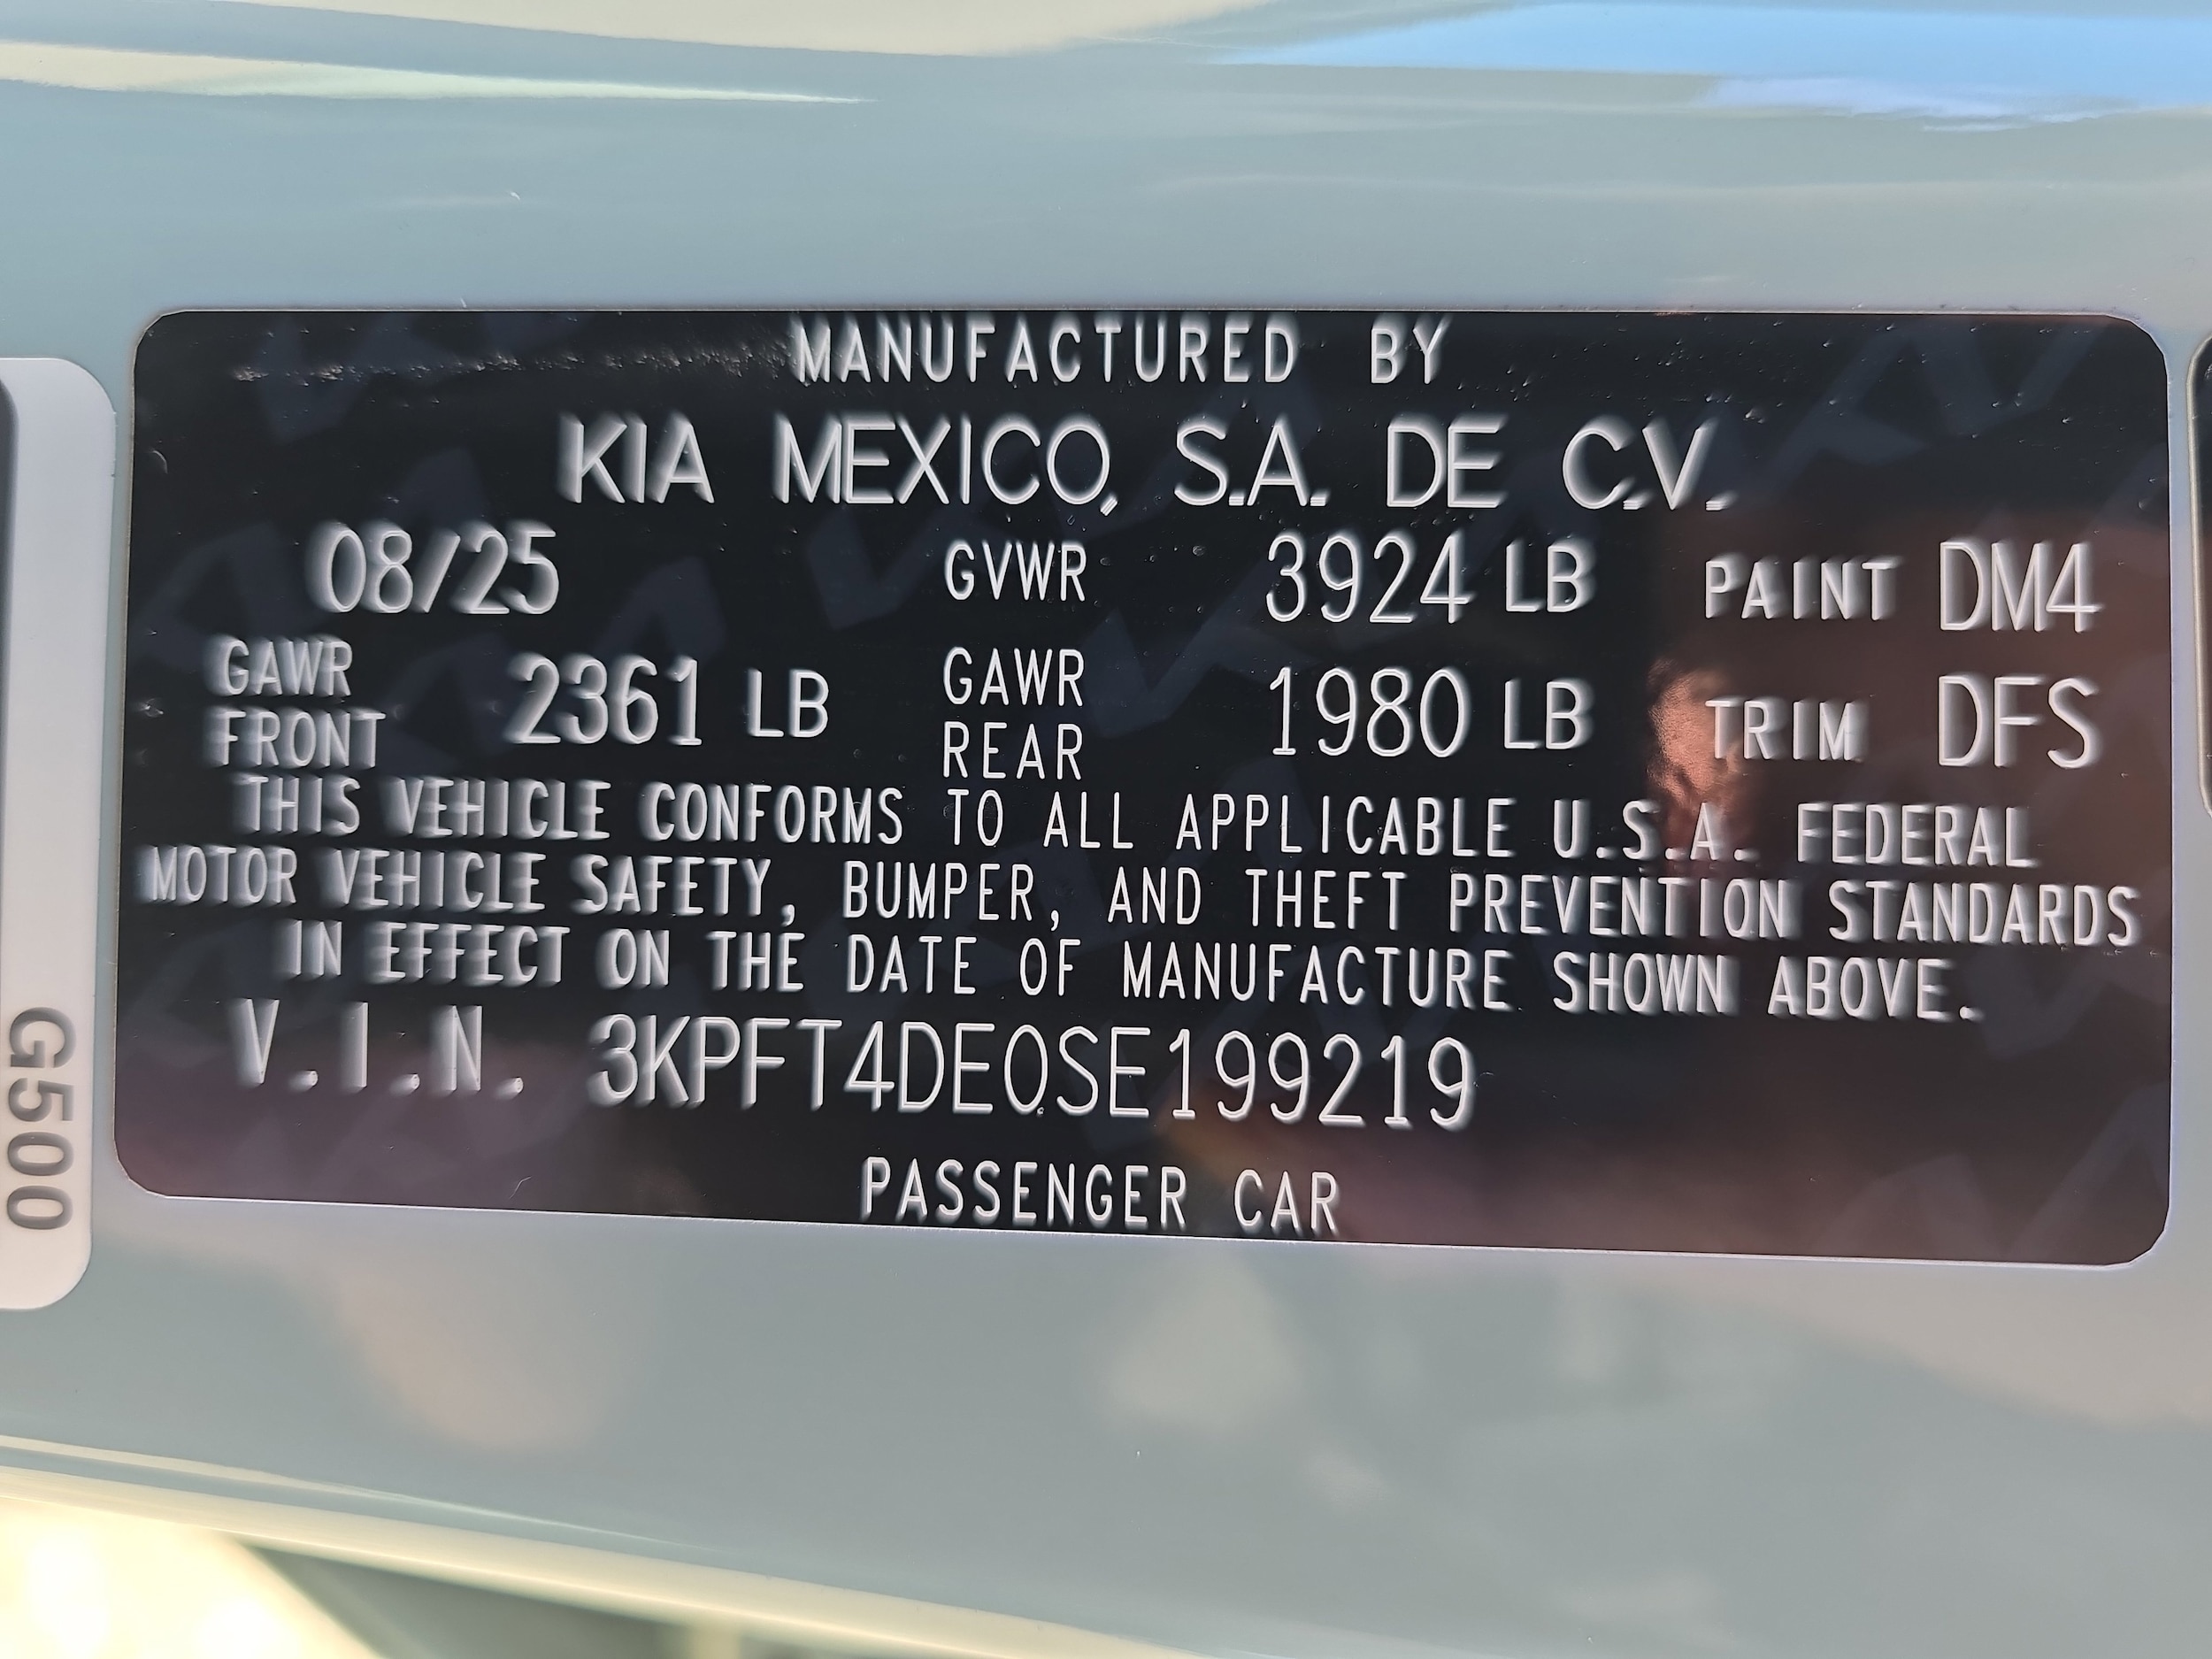 MANUFACTURED BY
KIA MEXICO, S.A. DE C.V.
08/25 GVWR 3924 LB PAINT DM4
GAWR FRONT 2361 LB GAWR REAR 1980 LB TRIM DFS
THIS VEHICLE CONFORMS TO ALL APPLICABLE U.S.A. FEDERAL
MOTOR VEHICLE SAFETY, BUMPER, AND THEFT PREVENTION STANDARDS
IN EFFECT ON THE DATE OF MANUFACTURE SHOWN ABOVE.
V.I.N. 3KPFT4DE0SE199219
PASSENGER CAR
G500